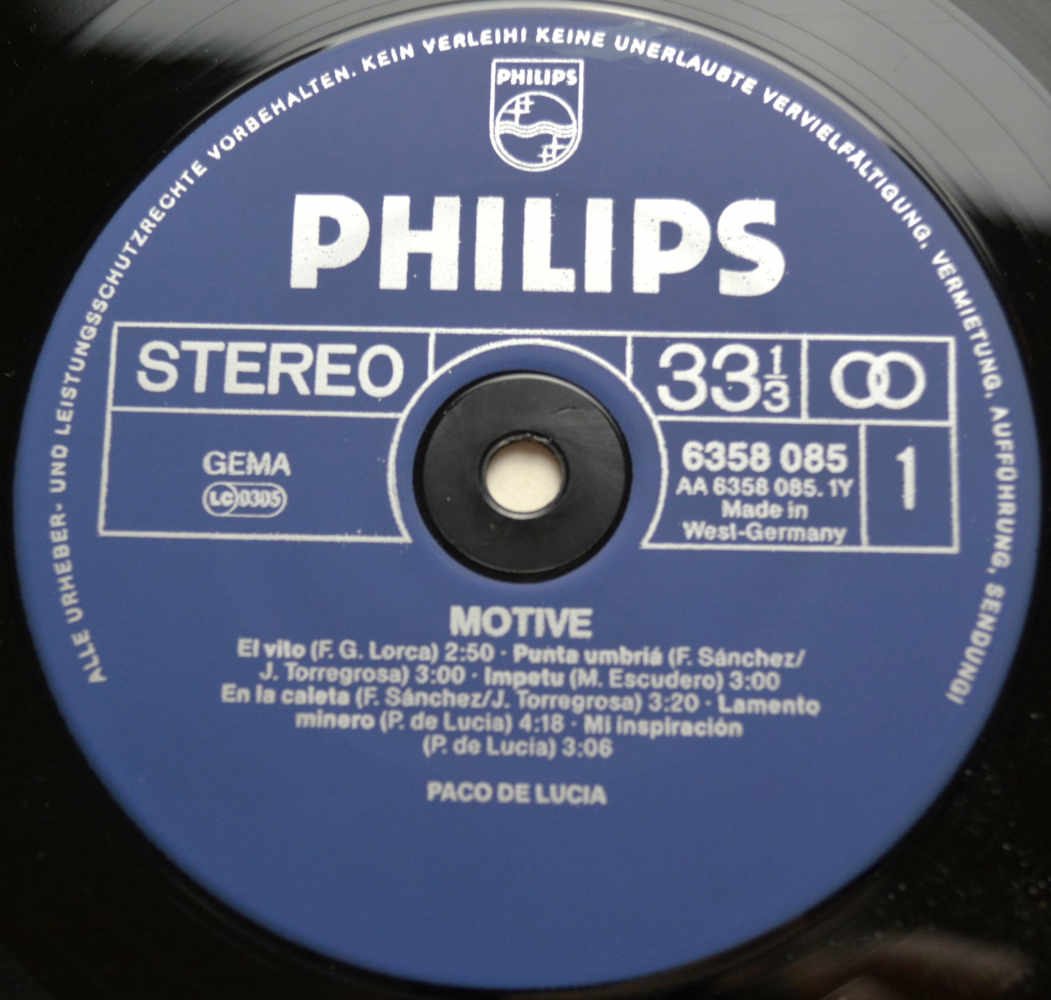 ALLE URHEBER- UND LEISTUNGSSCHUTZRECHTE VORBEHALTEN. KEIN VERLEIH! KEINE UNERLAUBTE VERVIELFÄLTIGUNG, VERMIETUNG, AUFFÜHRUNG, SENDUNG!
PHILIPS
PHILIPS
STEREO
33 1/3
GEMA
LC 0305
6358 085
AA 6358 085.1Y
Made in
West-Germany
1
MOTIVE
El vito (F. G. Lorca) 2:50 · Punta umbriá (F. Sánchez/
J. Torregrosa) 3:00 · Impetu (M. Escudero) 3:00
En la caleta (F. Sánchez/J. Torregrosa) 3:20 · Lamento
minero (P. de Lucia) 4:18 · Mi inspiración
(P. de Lucía) 3:06
PACO DE LUCIA